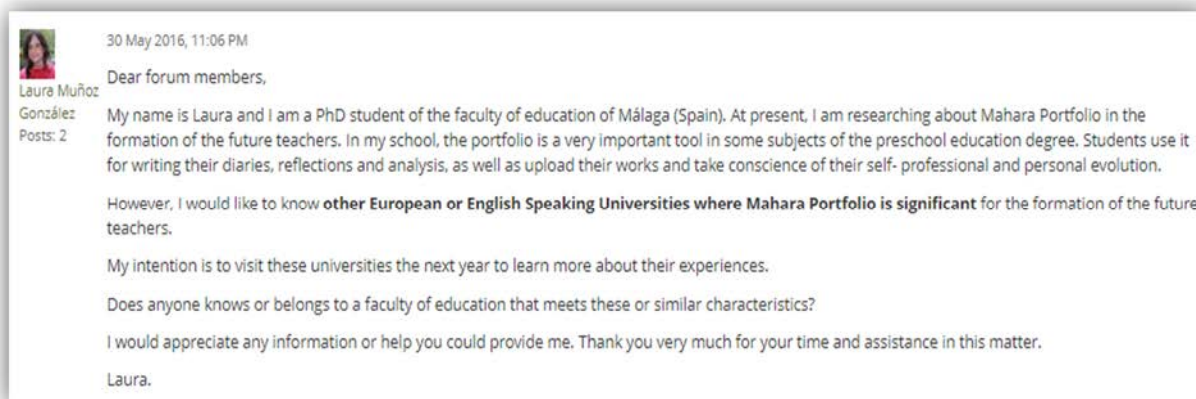 30 May 2016, 11:06 PM
Laura Muñoz
González
Posts: 2
Dear forum members,
My name is Laura and I am a PhD student of the faculty of education of Málaga (Spain). At present, I am researching about Mahara Portfolio in the
formation of the future teachers. In my school, the portfolio is a very important tool in some subjects of the preschool education degree. Students use it
for writing their diaries, reflections and analysis, as well as upload their works and take conscience of their self- professional and personal evolution.
However, I would like to know other European or English Speaking Universities where Mahara Portfolio is significant for the formation of the future
teachers.
My intention is to visit these universities the next year to learn more about their experiences.
Does anyone knows or belongs to a faculty of education that meets these or similar characteristics?
I would appreciate any information or help you could provide me. Thank you very much for your time and assistance in this matter.
Laura.